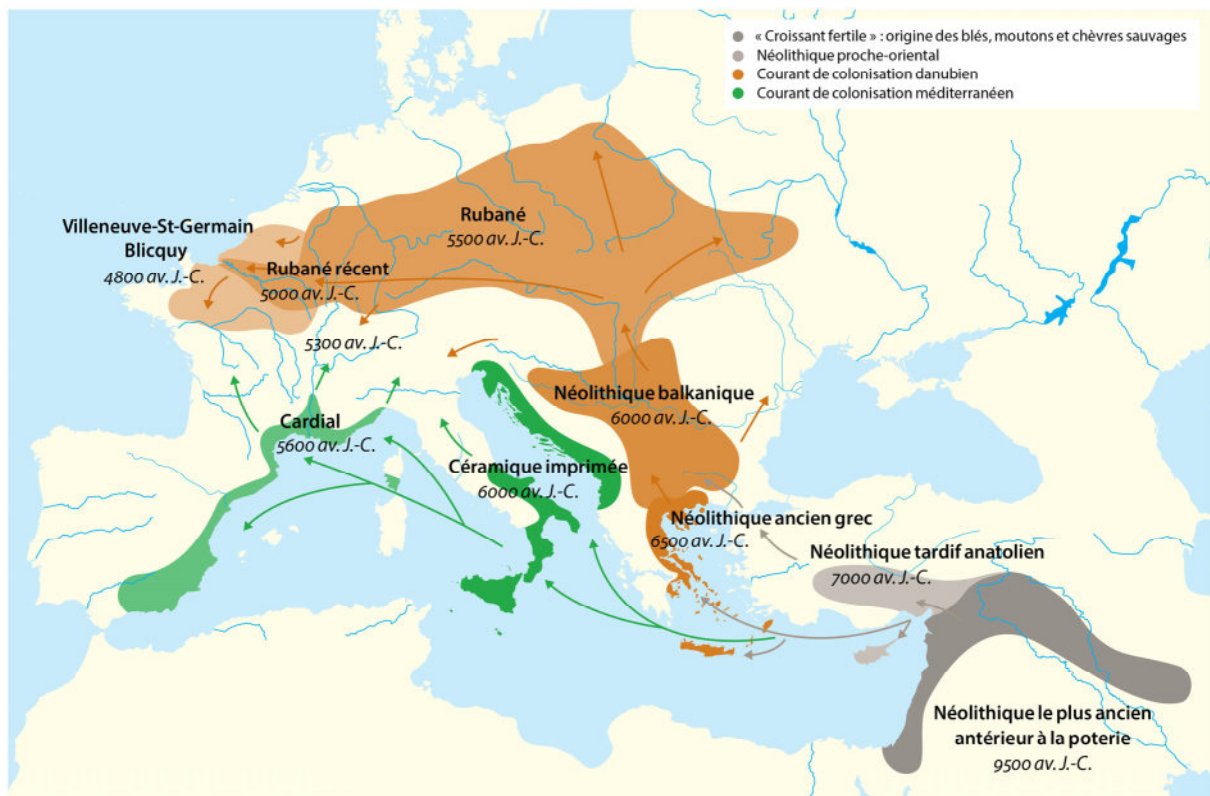 « Croissant fertile » : origine des blés, moutons et chèvres sauvages
Néolithique proche-oriental
Courant de colonisation danubien
Courant de colonisation méditerranéen
Villeneuve-St-Germain
Blicquy
4800 av. J.-C.
Rubané
5500 av. J.-C.
Rubané récent
5000 av. J.-C.
5300 av. J.-C.
Néolithique balkanique
6000 av. J.-C.
Cardial
5600 av. J.-C.
Céramique imprimée
6000 av. J.-C.
Néolithique ancien grec
6500 av. J.-C.
Néolithique tardif anatolien
7000 av. J.-C.
Néolithique le plus ancien
antérieur à la poterie
9500 av. J.-C.